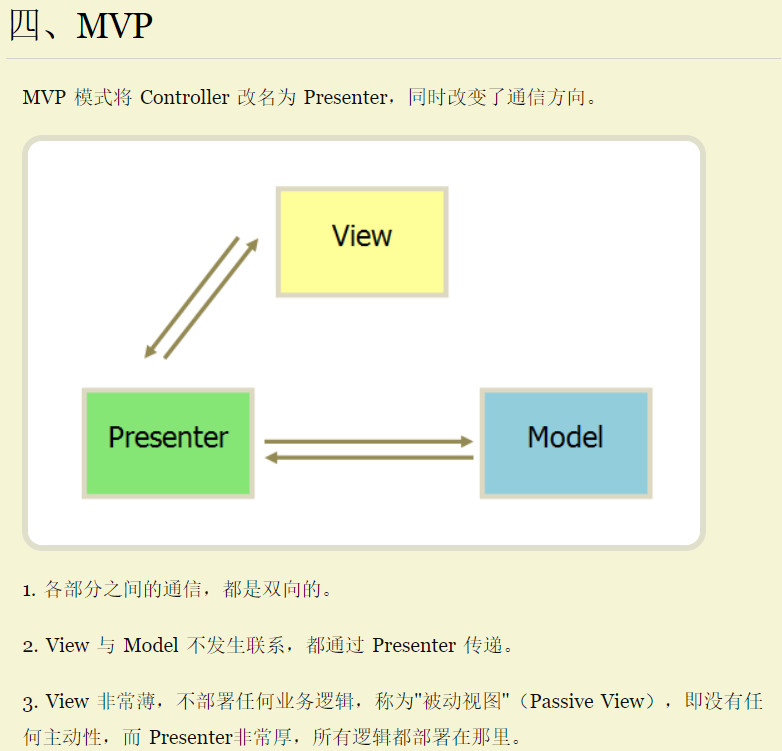 四、MVP
MVP 模式将 Controller 改名为 Presenter，同时改变了通信方向。
View
Presenter
Model
1. 各部分之间的通信，都是双向的。
2. View 与 Model 不发生联系，都通过 Presenter 传递。
3. View 非常薄，不部署任何业务逻辑，称为"被动视图"（Passive View），即没有任
何主动性，而 Presenter非常厚，所有逻辑都部署在那里。